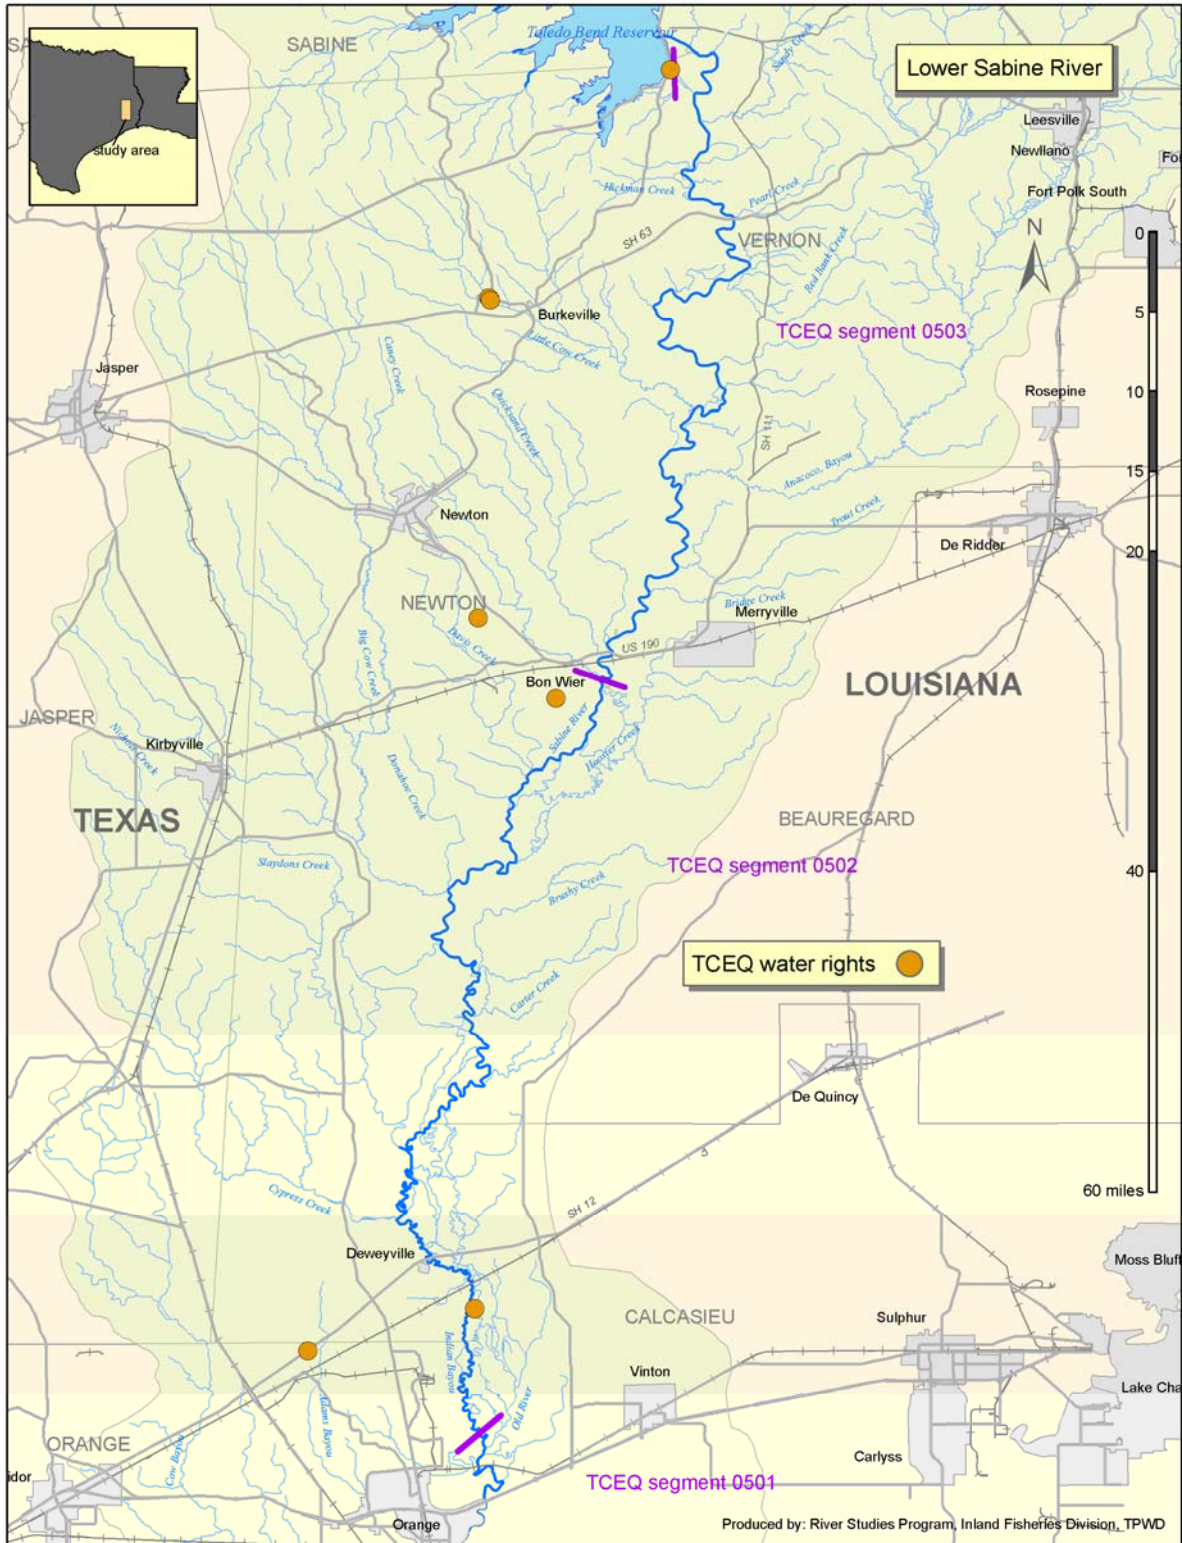 Toledo Bend Reservoir
SABINE
SA
Sandy Creek
Lower Sabine River
study area
Leesville
Newllano
For
Fort Polk South
Hickman Creek
Pearl Creek
SH 63
VERNON
Red Bank Creek
N
0
5
10
15
20
40
60 miles
Burkeville
Little Cow Creek
TCEQ segment 0503
Caney Creek
Jasper
Quicksand Creek
Rosepine
SH 111
Anacoco, Bayou
Trout Creek
Newton
De Ridder
NEWTON
Bridge Creek
Merryville
Davis Creek
Big Cow Creek
US 190
Bon Wier
LOUISIANA
JASPER
Nichols Creek
Kirbyville
Sabine River
Hoosier Creek
Donahoe Creek
TEXAS
BEAUREGARD
Slaydons Creek
TCEQ segment 0502
Brushy Creek
TCEQ water rights
Carter Creek
De Quincy
3
Cypress Creek
SH 12
Deweyville
Moss Bluff
CALCASIEU
Sulphur
Indian Bayou
Vinton
Lake Cha
Old River
Adams Bayou
ORANGE
Cow Bayou
Carlyss
idor
TCEQ segment 0501
Orange
Produced by: River Studies Program, Inland Fisheries Division, TPWD